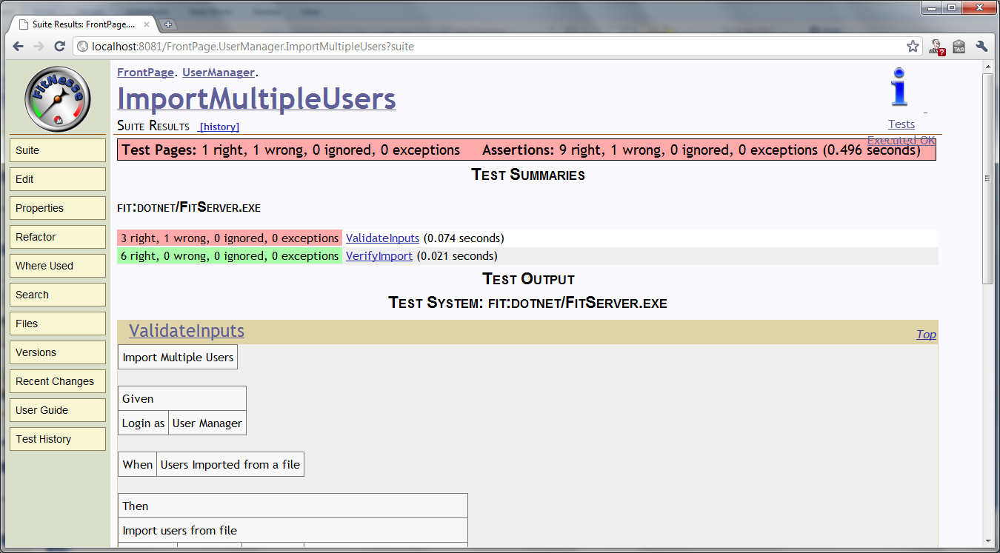 Suite Results: FrontPage....
localhost:8081/FrontPage.UserManager.ImportMultipleUsers?suite
TAG
FitNesse
FrontPage. UserManager.
ImportMultipleUsers
Suite Results [history]
Tests
Executed OK
Suite
Edit
Properties
Refactor
Where Used
Search
Files
Versions
Recent Changes
User Guide
Test History
Test Pages: 1 right, 1 wrong, 0 ignored, 0 exceptions Assertions: 9 right, 1 wrong, 0 ignored, 0 exceptions (0.496 seconds)
Test Summaries
fit:dotnet/FitServer.exe
3 right, 1 wrong, 0 ignored, 0 exceptions ValidateInputs (0.074 seconds)
6 right, 0 wrong, 0 ignored, 0 exceptions VerifyImport (0.021 seconds)
Test Output
Test System: fit:dotnet/FitServer.exe
ValidateInputs Top
Import Multiple Users
Given
Login as User Manager
When Users Imported from a file
Then
Import users from file